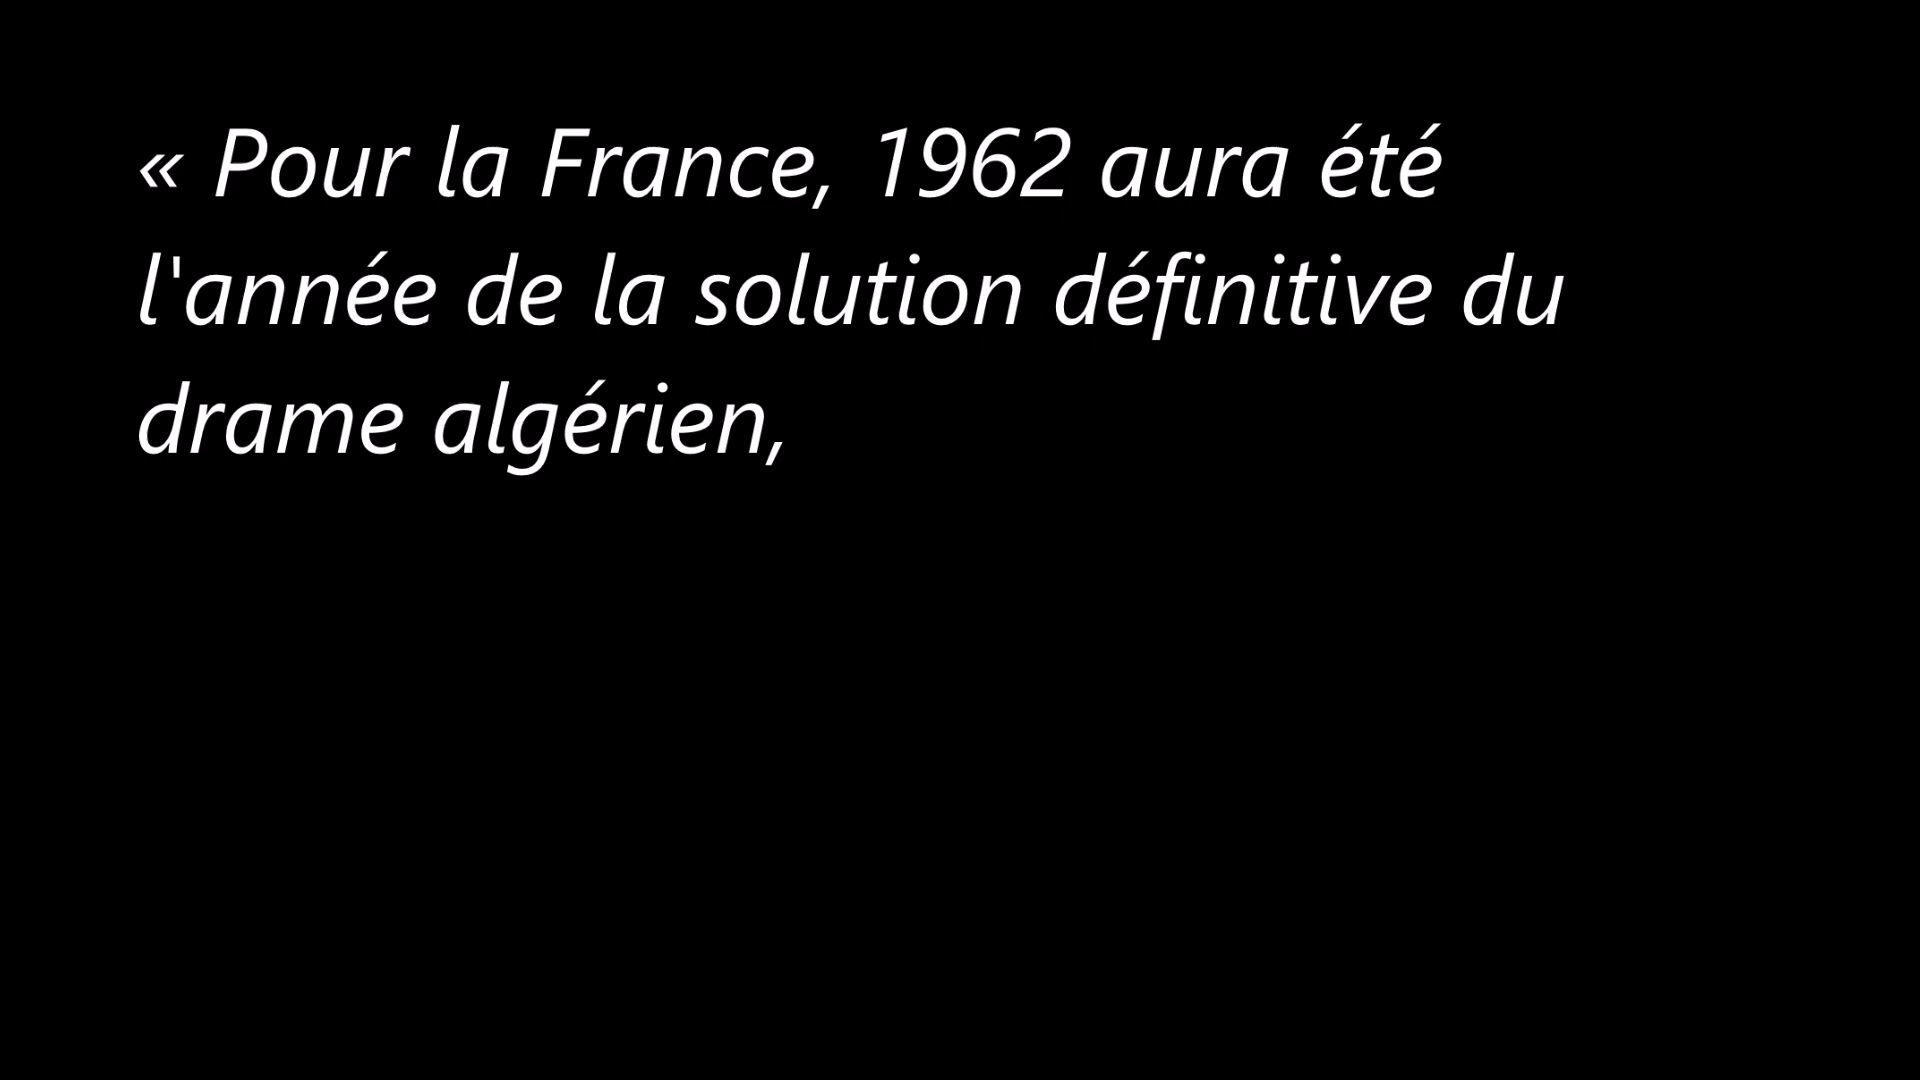 « Pour la France, 1962 aura été
l'année de la solution définitive du
drame algérien,